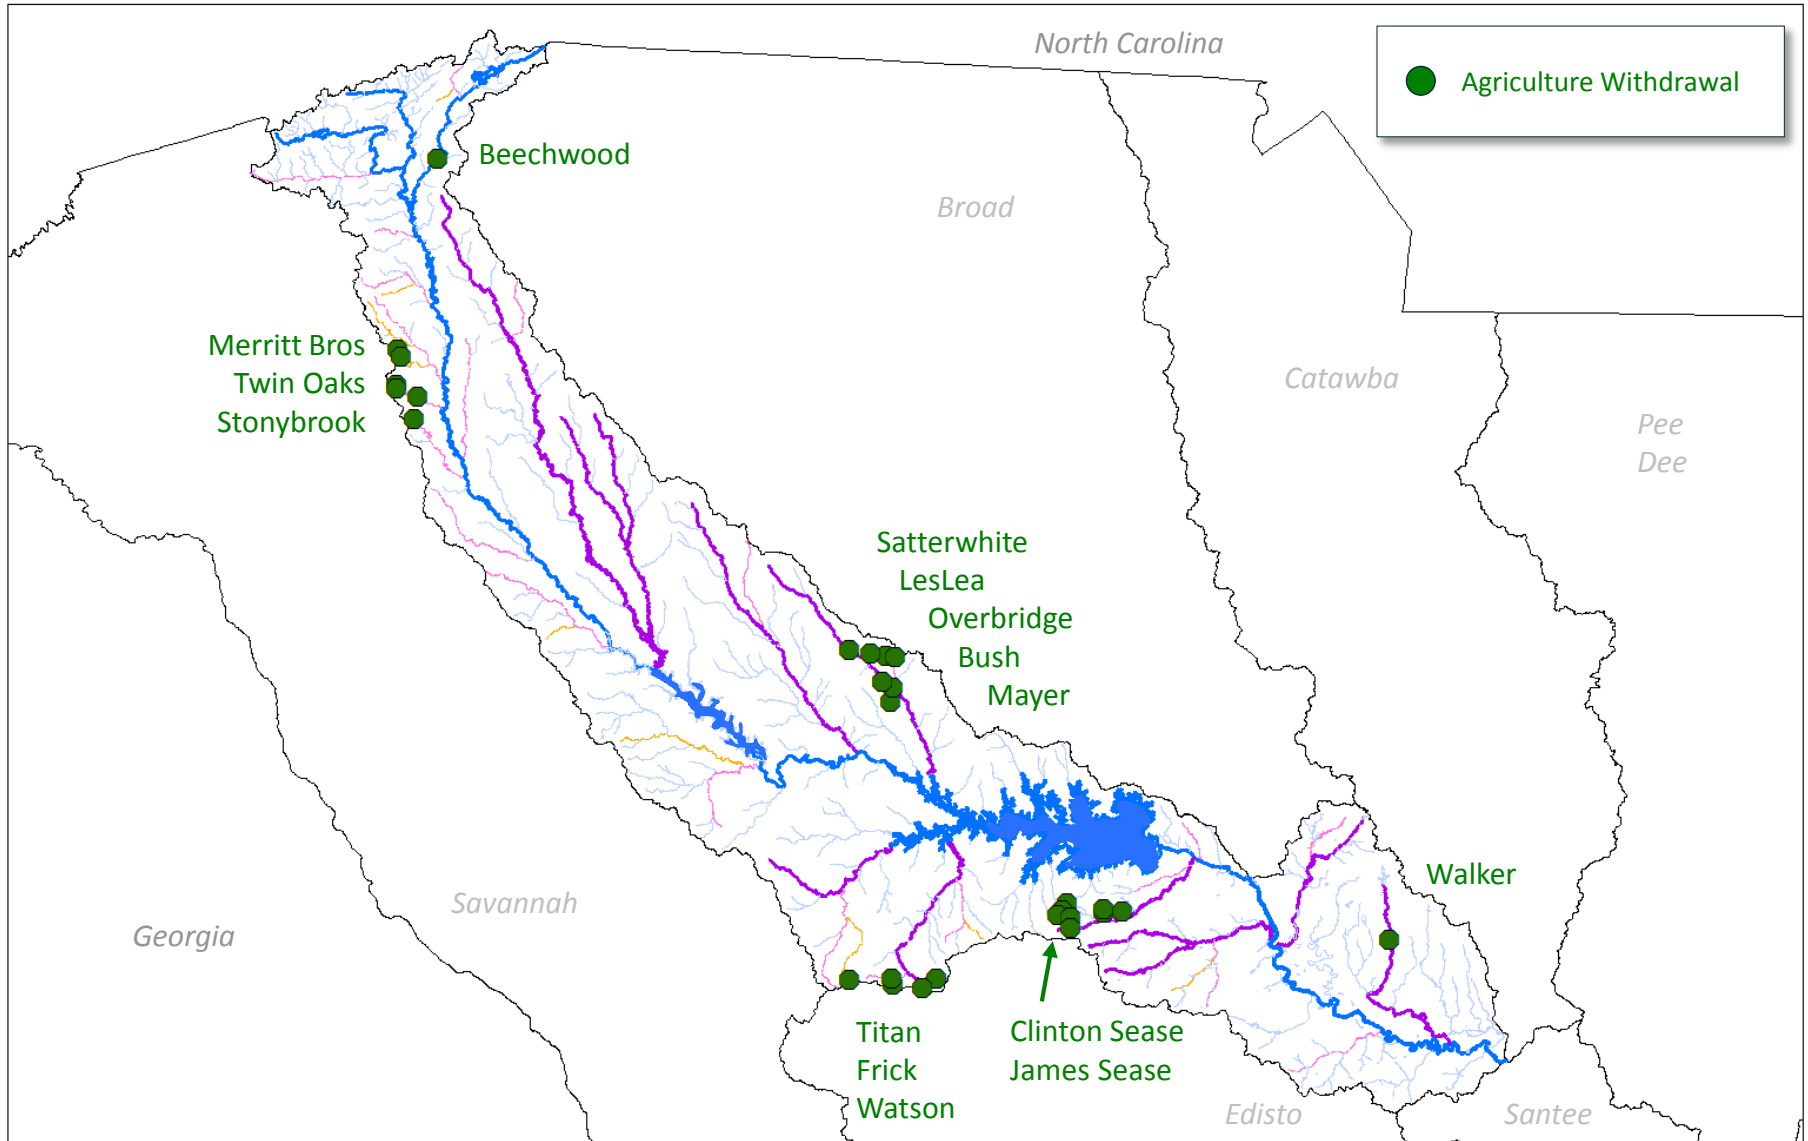 North Carolina
Agriculture Withdrawal
Beechwood
Broad
Merritt Bros
Twin Oaks
Stonybrook
Catawba
Pee
Dee
Satterwhite
LesLea
Overbridge
Bush
Mayer
Walker
Savannah
Georgia
Titan
Frick
Watson
Clinton Sease
James Sease
Edisto
Santee